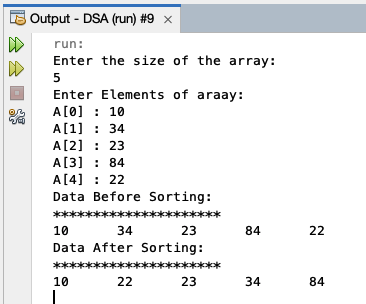 Output - DSA (run) #9 ×
run:
Enter the size of the array:
5
Enter Elements of araay:
A[0] : 10
A[1] : 34
A[2] : 23
A[3] : 84
A[4] : 22
Data Before Sorting:
*********************
10 34 23 84 22
Data After Sorting:
*********************
10 22 23 34 84